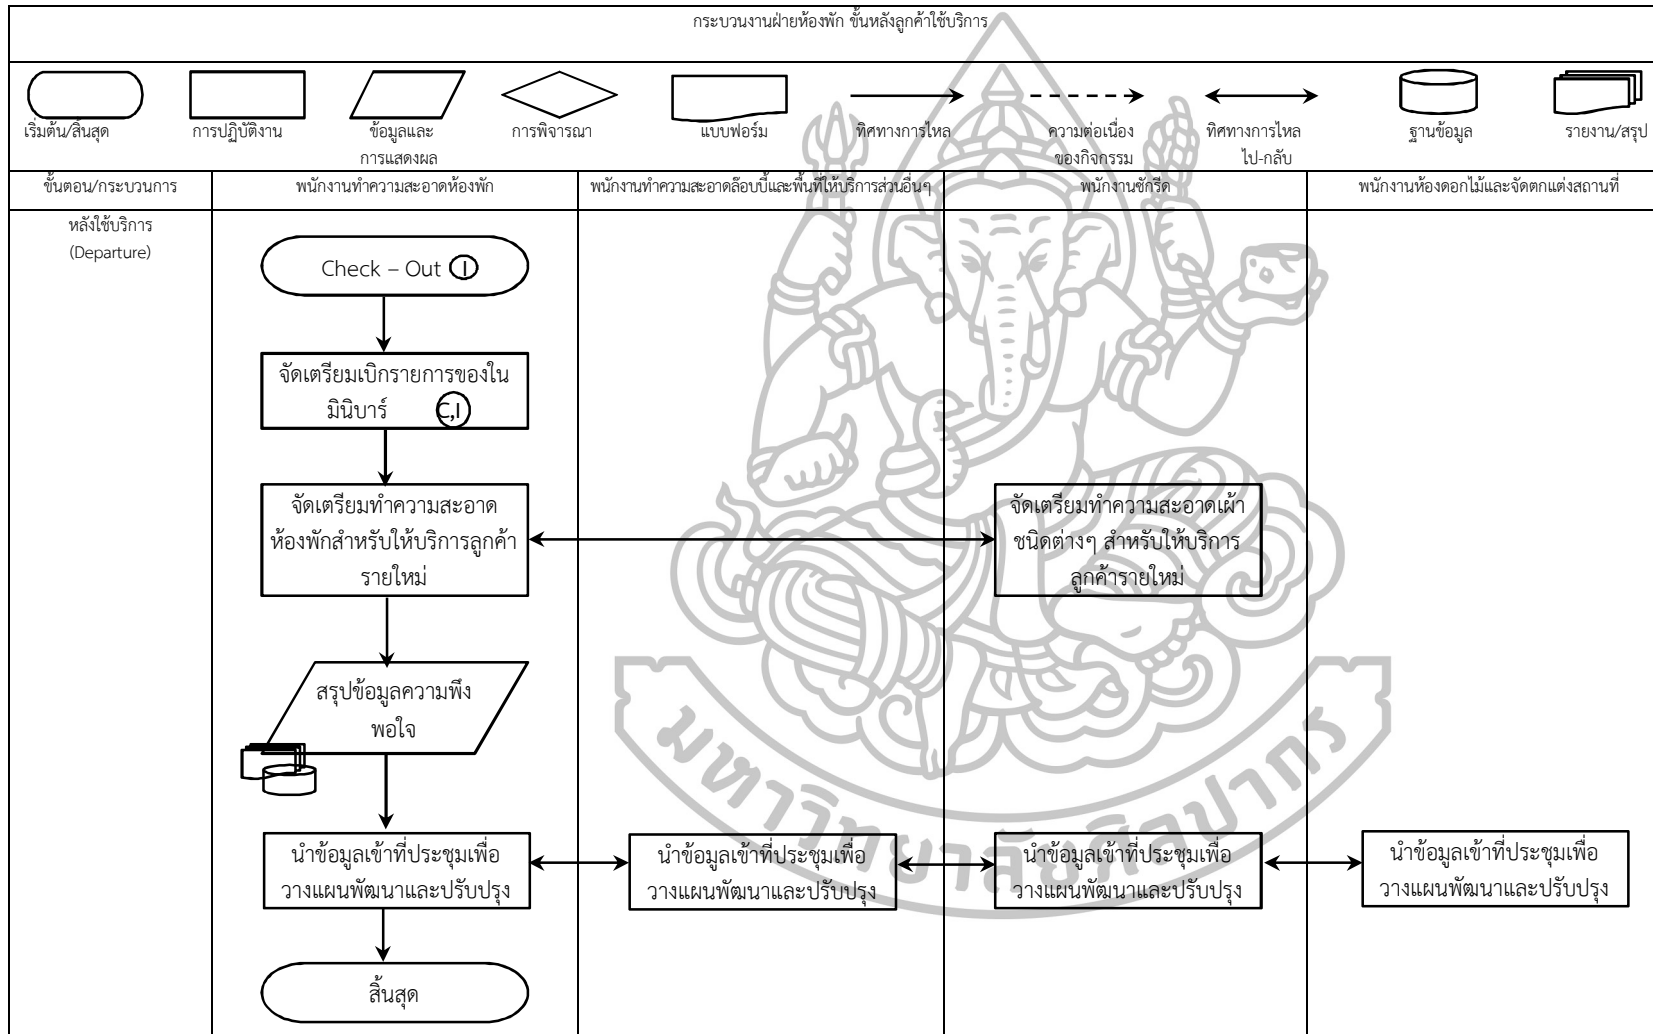 กระบวนงานฝ่ายห้องพัก ขั้นหลังลูกค้าใช้บริการ
เริ่มต้น/สิ้นสุด
การปฏิบัติงาน
ข้อมูลและ
การแสดงผล
การพิจารณา
แบบฟอร์ม
ทิศทางการไหล
ความต่อเนื่อง
ของกิจกรรม
ทิศทางการไหล
ไป-กลับ
ฐานข้อมูล
รายงาน/สรุป
ขั้นตอน/กระบวนการ
พนักงานทำความสะอาดห้องพัก
พนักงานทำความสะอาดล๊อบบี้และพื้นที่ให้บริการส่วนอื่นๆ
พนักงานซักรีด
พนักงานห้องดอกไม้และจัดตกแต่งสถานที่
หลังใช้บริการ
(Departure)
Check – Out I
จัดเตรียมเบิกรายการของใน
มินิบาร์ C,I
จัดเตรียมทำความสะอาด
ห้องพักสำหรับให้บริการลูกค้า
รายใหม่
จัดเตรียมทำความสะอาดเผ้า
ชนิดต่างๆ สำหรับให้บริการ
ลูกค้ารายใหม่
สรุปข้อมูลความพึง
พอใจ
นำข้อมูลเข้าที่ประชุมเพื่อ
วางแผนพัฒนาและปรับปรุง
นำข้อมูลเข้าที่ประชุมเพื่อ
วางแผนพัฒนาและปรับปรุง
นำข้อมูลเข้าที่ประชุมเพื่อ
วางแผนพัฒนาและปรับปรุง
นำข้อมูลเข้าที่ประชุมเพื่อ
วางแผนพัฒนาและปรับปรุง
สิ้นสุด
มหาวิทยาลัยศิลปากร